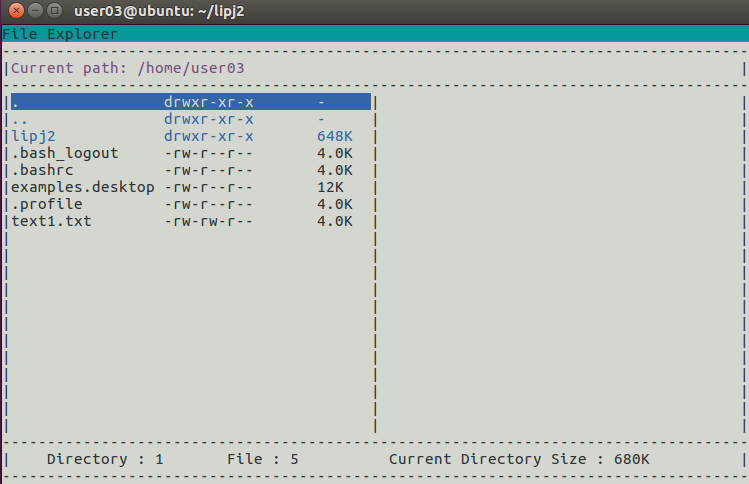 user03@ubuntu: ~/lipj2
File Explorer
Current path: /home/user03
. drwxr-xr-x -
.. drwxr-xr-x -
lipj2 drwxr-xr-x 648K
.bash_logout -rw-r--r-- 4.0K
.bashrc -rw-r--r-- 4.0K
examples.desktop -rw-r--r-- 12K
.profile -rw-r--r-- 4.0K
text1.txt -rw-rw-r-- 4.0K
Directory : 1 File : 5 Current Directory Size : 680K